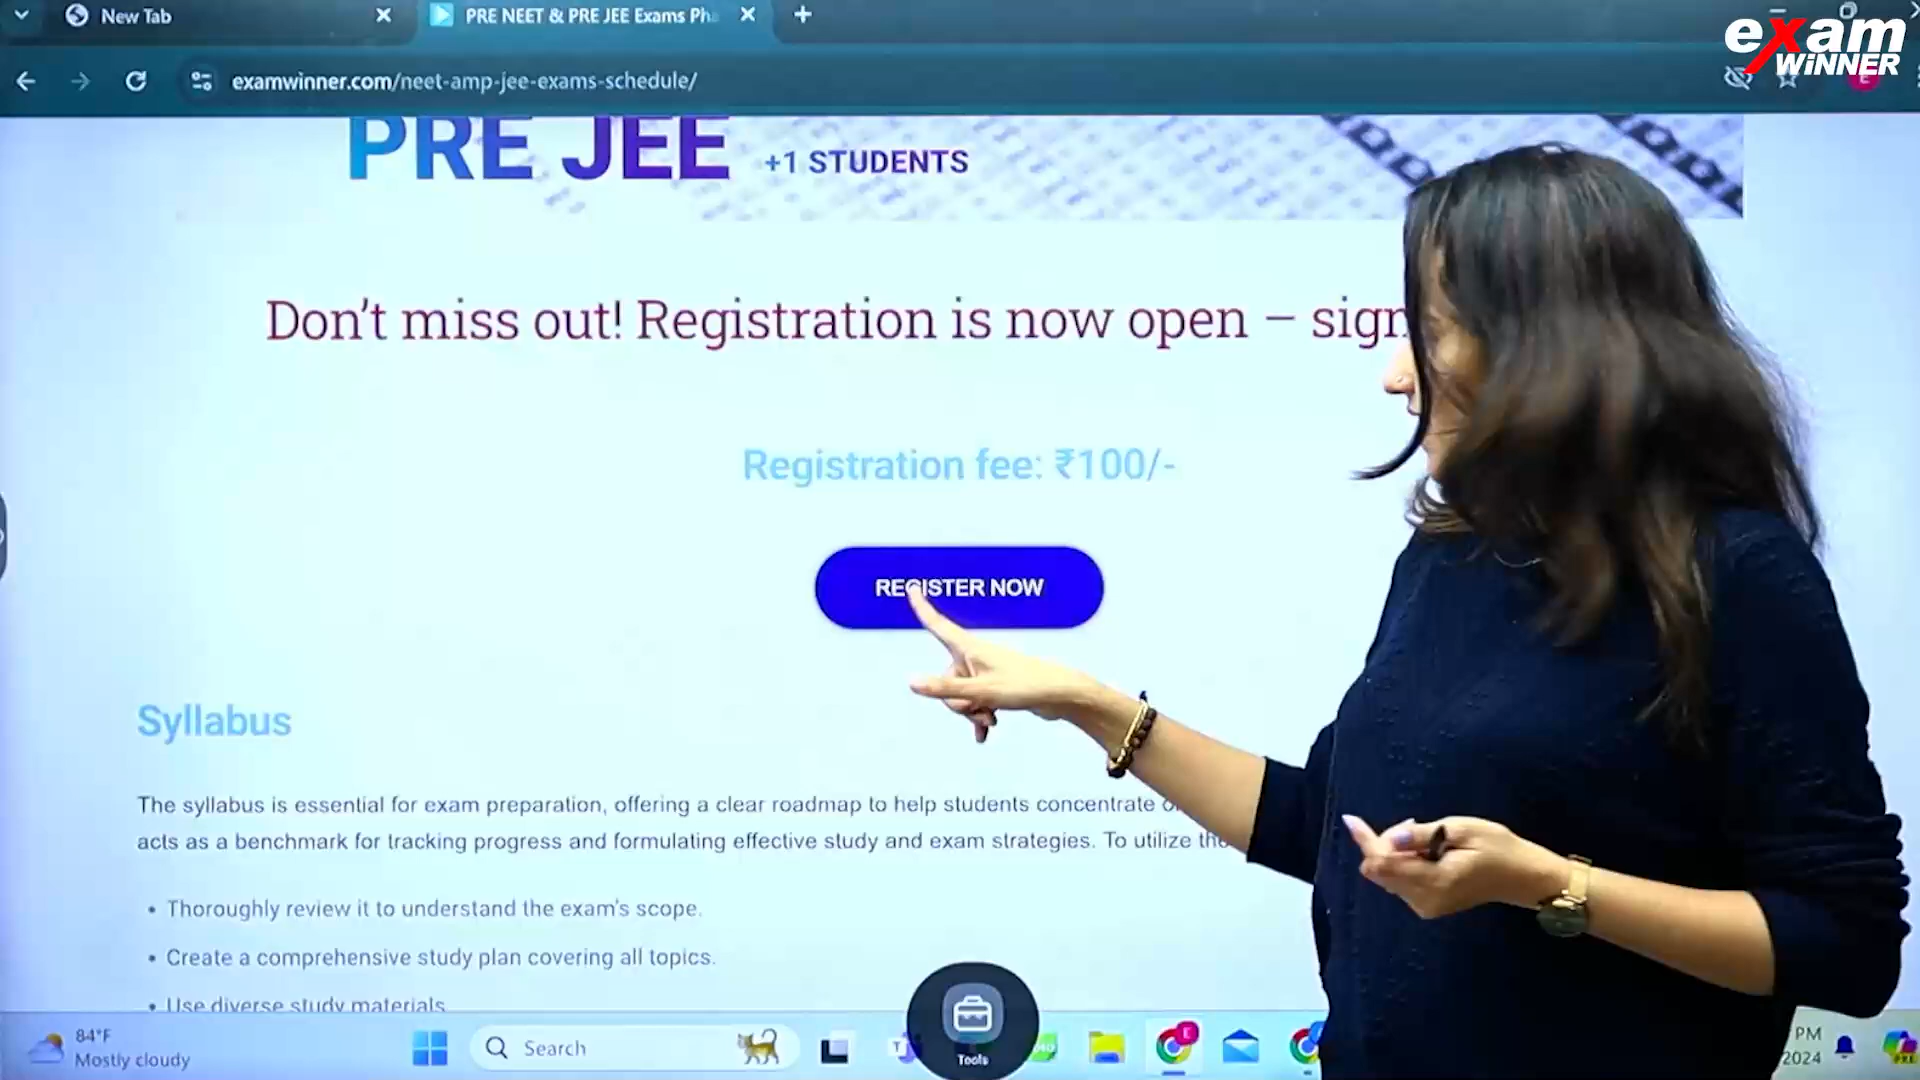 New Tab
PRE NEET & PRE JEE Exams Ph
exam
WiNNER
examwinner.com/neet-amp-jee-exams-schedule/
PRE JEE +1 STUDENTS
Don't miss out! Registration is now open – sign
Registration fee: ₹100/-
REGISTER NOW
Syllabus
The syllabus is essential for exam preparation, offering a clear roadmap to help students concentrate
acts as a benchmark for tracking progress and formulating effective study and exam strategies. To utilize the
• Thoroughly review it to understand the exam's scope.
• Create a comprehensive study plan covering all topics.
• Use diverse study materials
84°F
Mostly cloudy
Search
Tools
PM
2024